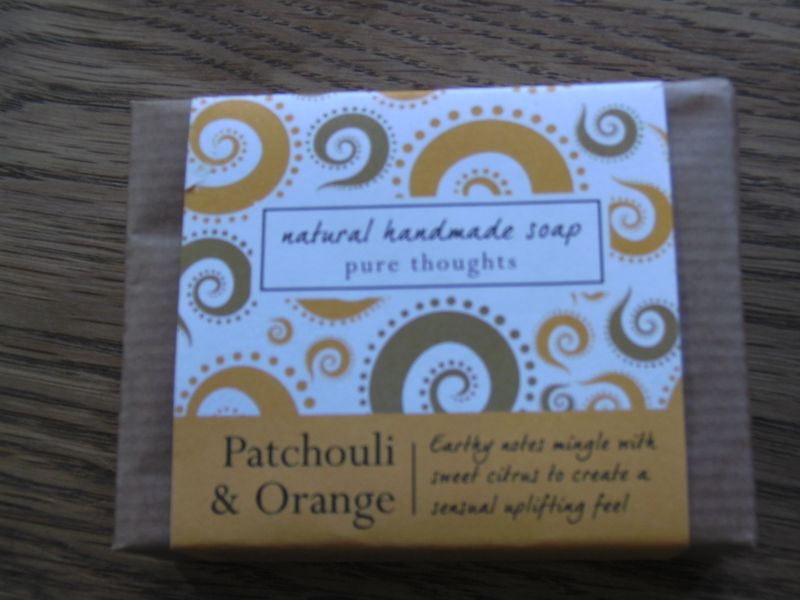 natural handmade soap
pure thoughts
Patchouli
& Orange
Earthy notes mingle with
sweet citrus to create a
sensual uplifting feel